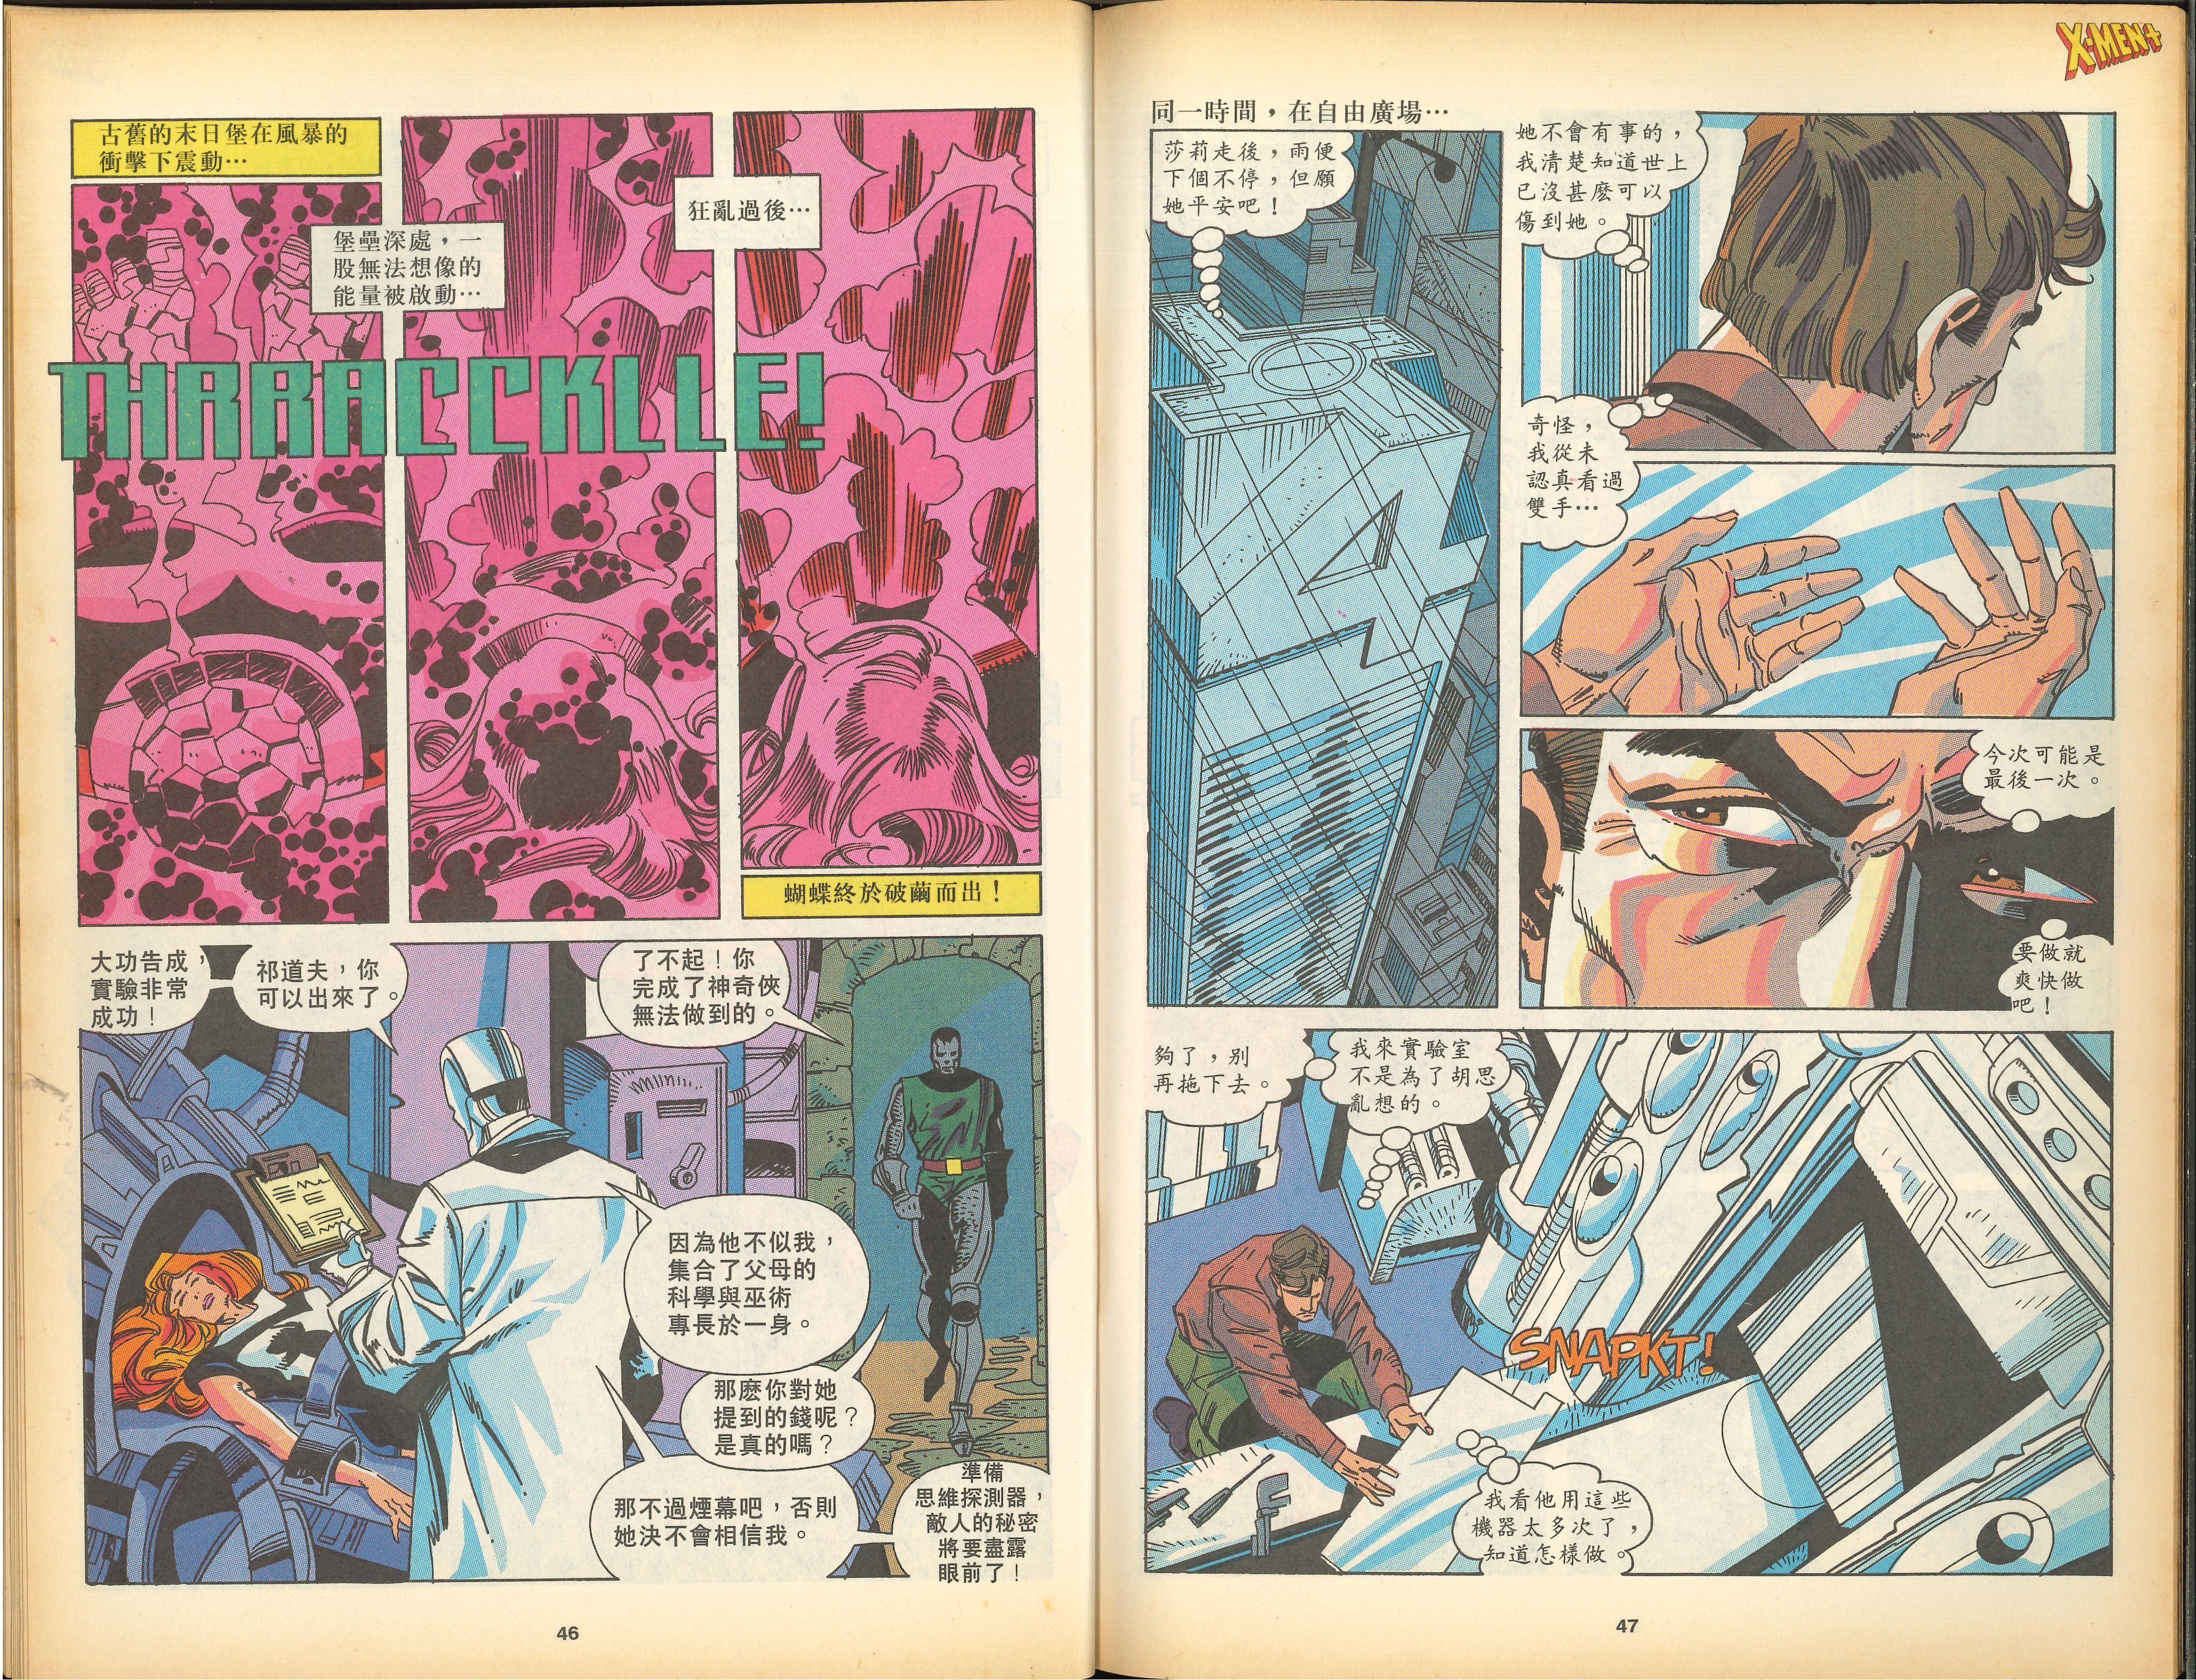 古舊的末日堡在風暴的
衝擊下震動…
堡壘深處，一
股無法想像的
能量被啟動…
狂亂過後…
THRRRACCKLLE!
蝴蝶終於破繭而出！
大功告成，
實驗非常
成功！
祁道夫，你
可以出來了。
了不起！你
完成了神奇俠
無法做到的。
因為他不似我，
集合了父母的
科學與巫術
專長於一身。
那麽你對她
提到的錢呢？
是真的嗎？
那不過煙幕吧，否則
她決不會相信我。
準備
思維探測器，
敵人的秘密
將要盡露
眼前了！
46
X-MEN+
同一時間，在自由廣場…
莎莉走後，雨便
下個不停，但願
她平安吧！
4
她不會有事的，
我清楚知道世上
已沒甚麽可以
傷到她。
奇怪，
我從未
認真看過
雙手…
今次可能是
最後一次。
要做就
爽快做
吧！
夠了，别
再拖下去。
我來實驗室
不是為了胡思
亂想的。
SNAPKT!
我看他用這些
機器太多次了，
知道怎樣做。
47